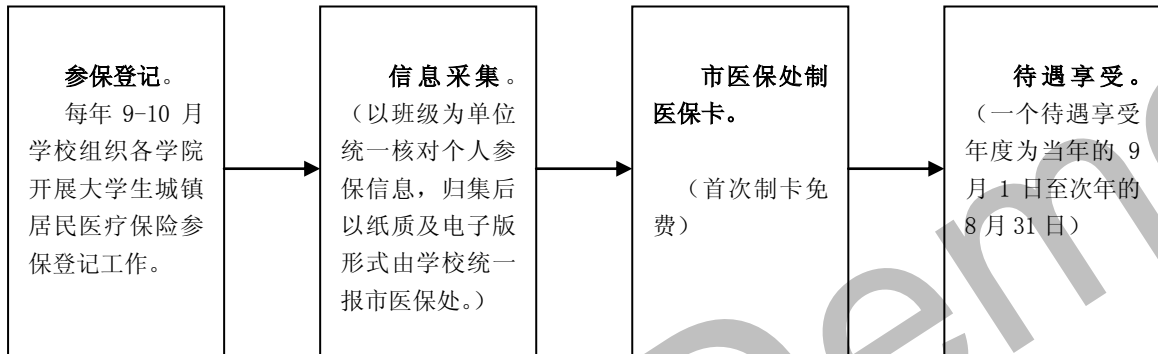 参保登记。
每年 9-10 月
学校组织各学院
开展大学生城镇
居民医疗保险参
保登记工作。
信息采集。
（以班级为单位
统一核对个人参
保信息，归集后
以纸质及电子版
形式由学校统一
报市医保处。）
市医保处制
医保卡。
（首次制卡免
费）
待遇享受。
（一个待遇享受
年度为当年的 9
月 1 日至次年的
8 月 31 日）
Demo